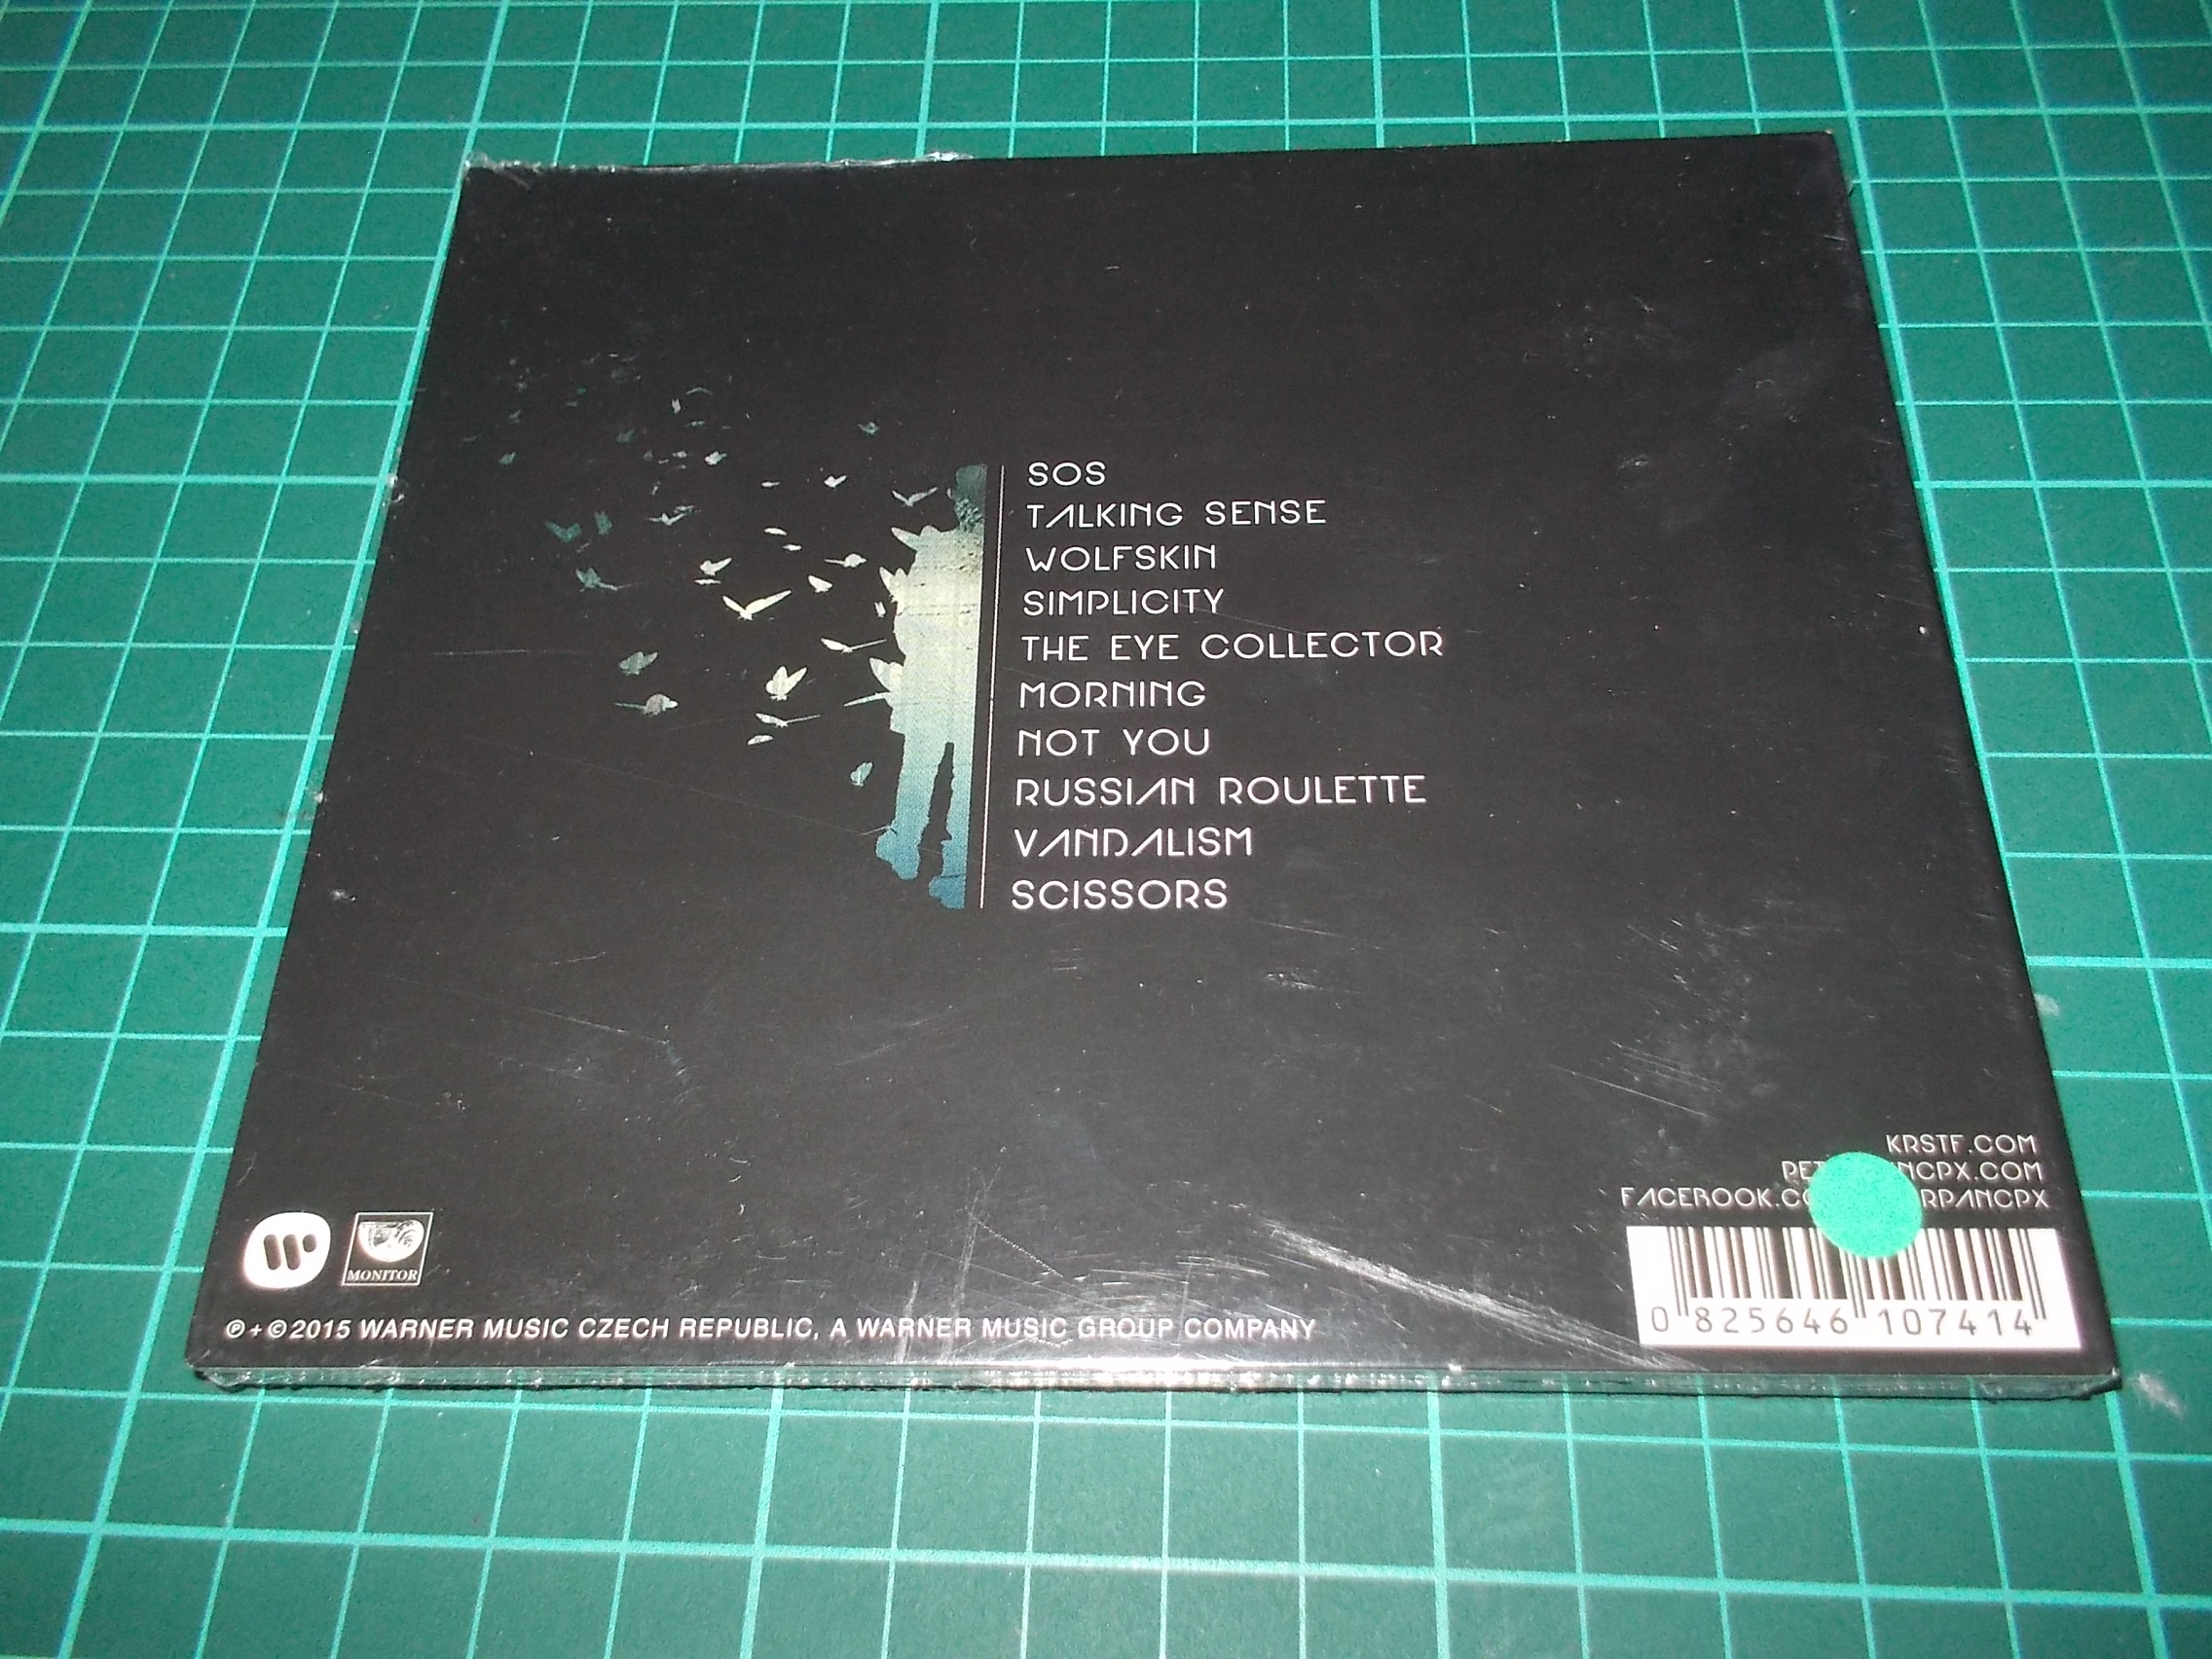 SOS
TALKING SENSE
WOLFSKIN
SIMPLICITY
THE EYE COLLECTOR
MORNING
NOT YOU
RUSSIAN ROULETTE
VANDALISM
SCISSORS
KRSTF.COM
MONITOR
℗+©2015 WARNER MUSIC CZECH REPUBLIC, A WARNER MUSIC GROUP COMPANY
0 825646 107414